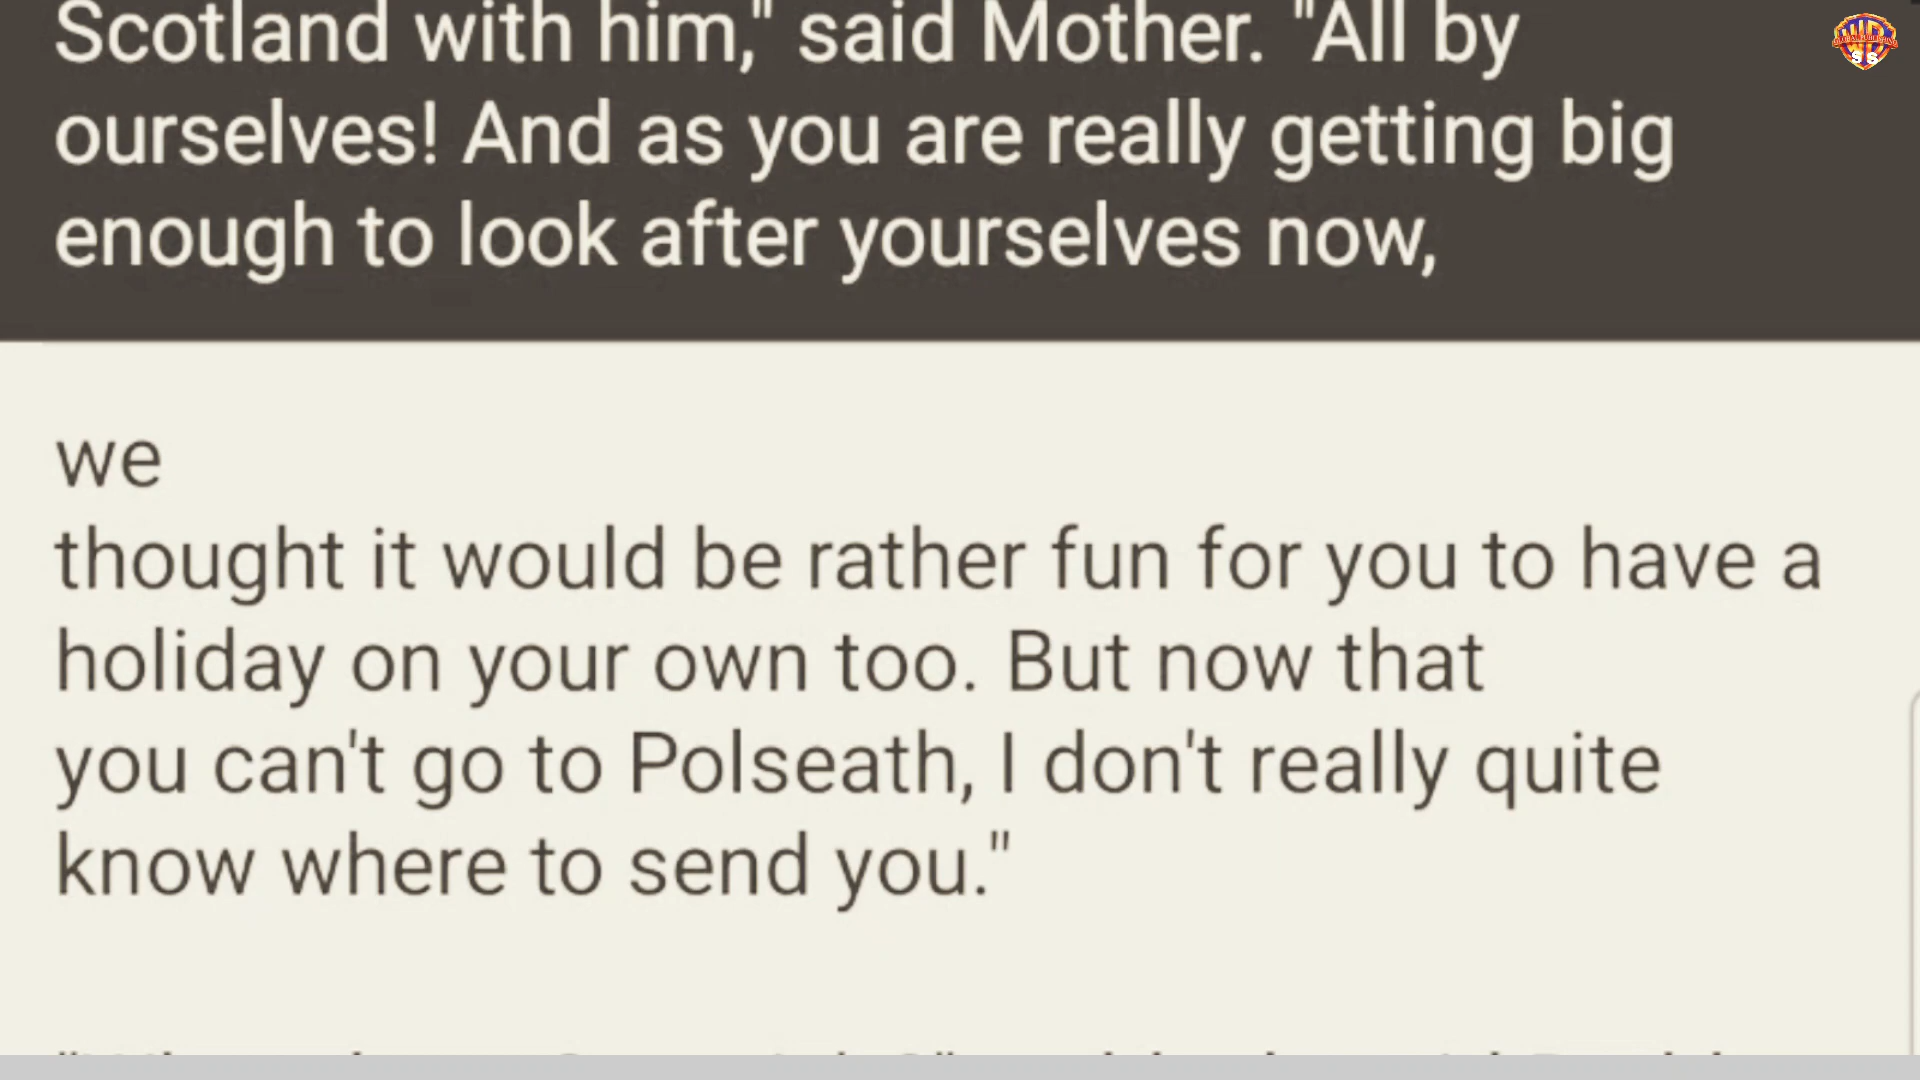 Scotland with him," said Mother. "All by
ourselves! And as you are really getting big
enough to look after yourselves now,
we
thought it would be rather fun for you to have a
holiday on your own too. But now that
you can't go to Polseath, I don't really quite
know where to send you."